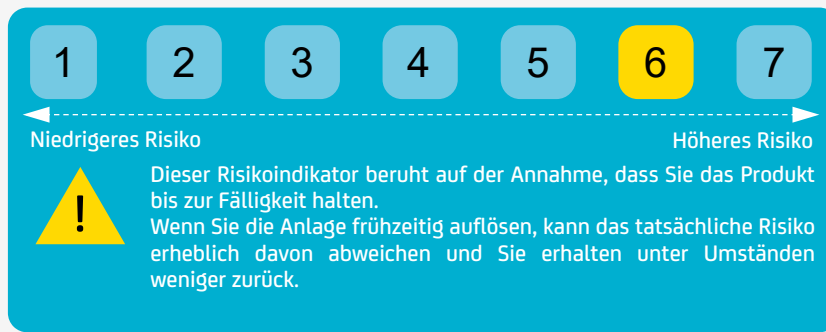 1 2 3 4 5 6 7
Niedrigeres Risiko Höheres Risiko
! Dieser Risikoindikator beruht auf der Annahme, dass Sie das Produkt
bis zur Fälligkeit halten.
Wenn Sie die Anlage frühzeitig auflösen, kann das tatsächliche Risiko
erheblich davon abweichen und Sie erhalten unter Umständen
weniger zurück.